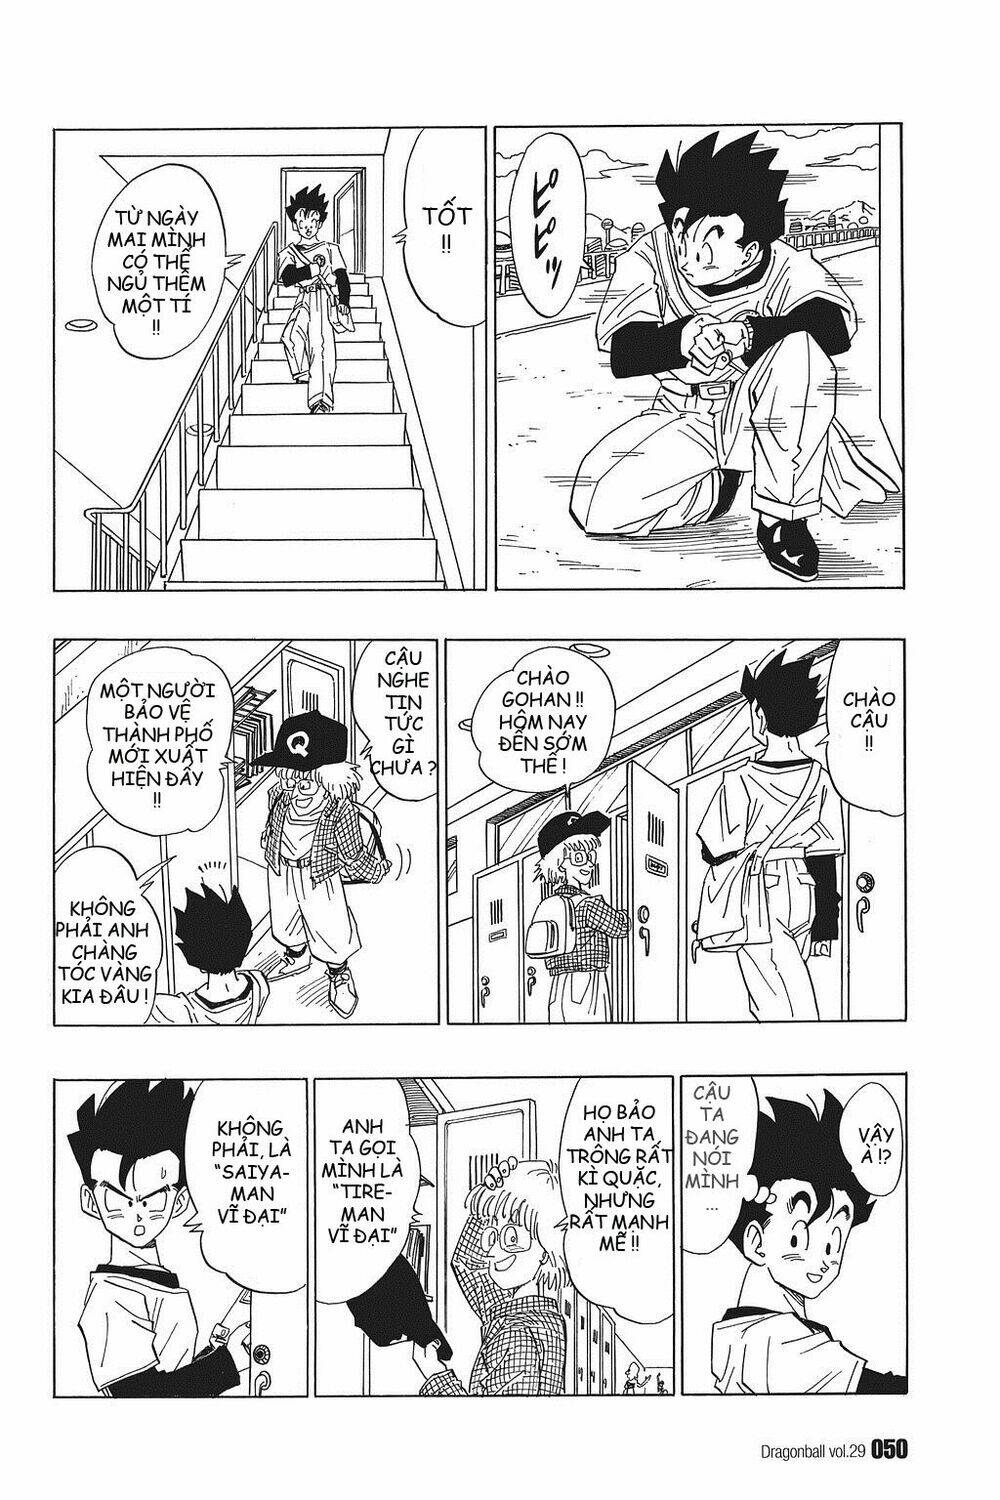 ピピピッ
TỐT
!!
TỪ NGÀY
MAI MÌNH
CÓ THỂ
NGỦ THÊM
MỘT TÍ
!!
CHÀO
CẬU
!!
CHÀO
GOHAN !!
HÔM NAY
ĐẾN SỚM
THẾ !
CẬU
NGHE
TIN
TỨC
GÌ
CHƯA ?
Q
MỘT NGƯỜI
BẢO VỆ
THÀNH PHỐ
MỚI XUẤT
HIỆN ĐẤY
!!
KHÔNG
PHẢI ANH
CHÀNG
TÓC VÀNG
KIA ĐÂU !
VẬY
À !?
CẬU
TA
ĐANG
NÓI
MÌNH
...
HỌ BẢO
ANH TA
TRÔNG RẤT
KÌ QUẶC,
NHƯNG
RẤT MẠNH
MẼ !!
ANH
TA GỌI
MÌNH LÀ
“TIRE-
MAN
VĨ ĐẠI”
KHÔNG
PHẢI, LÀ
“SAIYA-
MAN
VĨ ĐẠI”
Dragonball vol.29 050